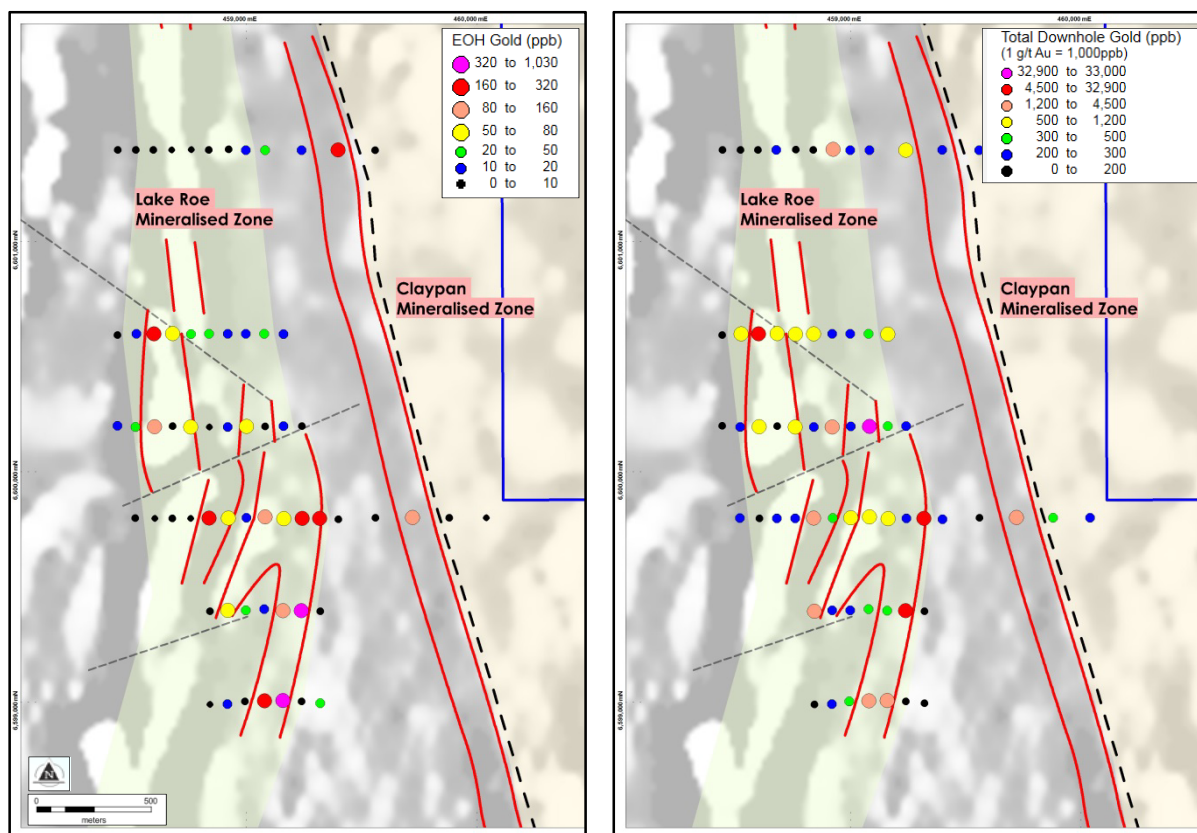 459,000 mE
460,000 mE
EOH Gold (ppb)
320 to 1,030
160 to 320
80 to 160
50 to 80
20 to 50
10 to 20
0 to 10
Lake Roe
Mineralised Zone
6,601,000 mN
Claypan
Mineralised Zone
6,600,000 mN
6,599,000 mN
N
0 500
meters
459,000 mE
460,000 mE
Total Downhole Gold (ppb)
(1 g/t Au = 1,000ppb)
32,900 to 33,000
4,500 to 32,900
1,200 to 4,500
500 to 1,200
300 to 500
200 to 300
0 to 200
Lake Roe
Mineralised Zone
6,601,000 mN
Claypan
Mineralised Zone
6,600,000 mN
6,599,000 mN